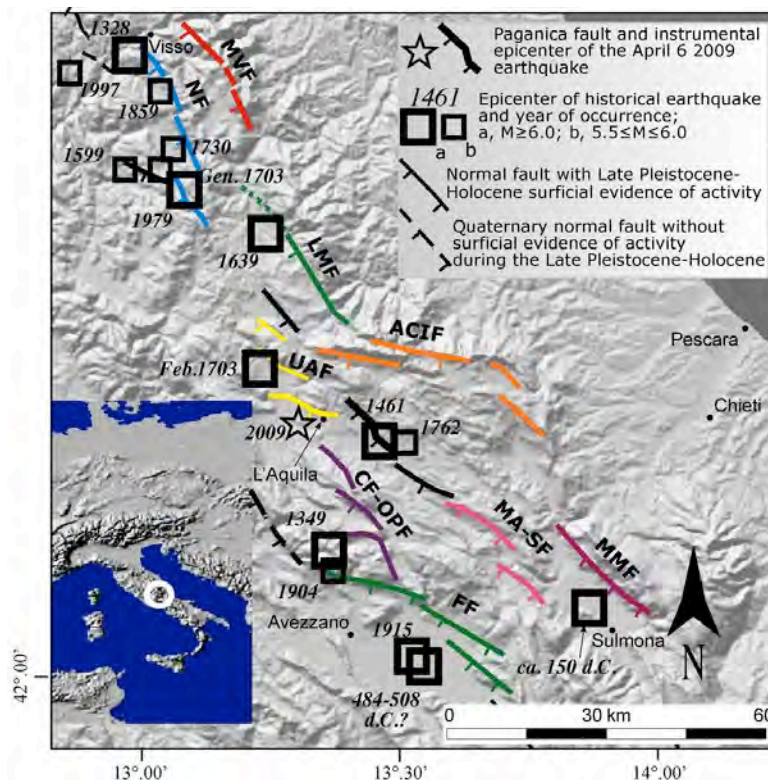 1328
Visso
MVF
1997
NF
1859
1730
1599
Gen. 1703
1979
1639
LMF
Paganica fault and instrumental
epicenter of the April 6 2009
earthquake
1461
Epicenter of historical earthquake
and year of occurrence;
a, M≥6.0; b, 5.5≤M≤6.0
a
b
Normal fault with Late Pleistocene-
Holocene surficial evidence of activity
Quaternary normal fault without
surficial evidence of activity
during the Late Pleistocene-Holocene
ACIF
Pescara
Feb.1703
UAF
Chieti
1461
1762
2009
L'Aquila
CF-OPF
MA-SF
1349
MMF
1904
FF
Avezzano
1915
Sulmona
ca. 150 d.C.
N
484-508
d.C.?
42°.00'
0
30 km
60
13°.00'
13°.50'
14°.00'